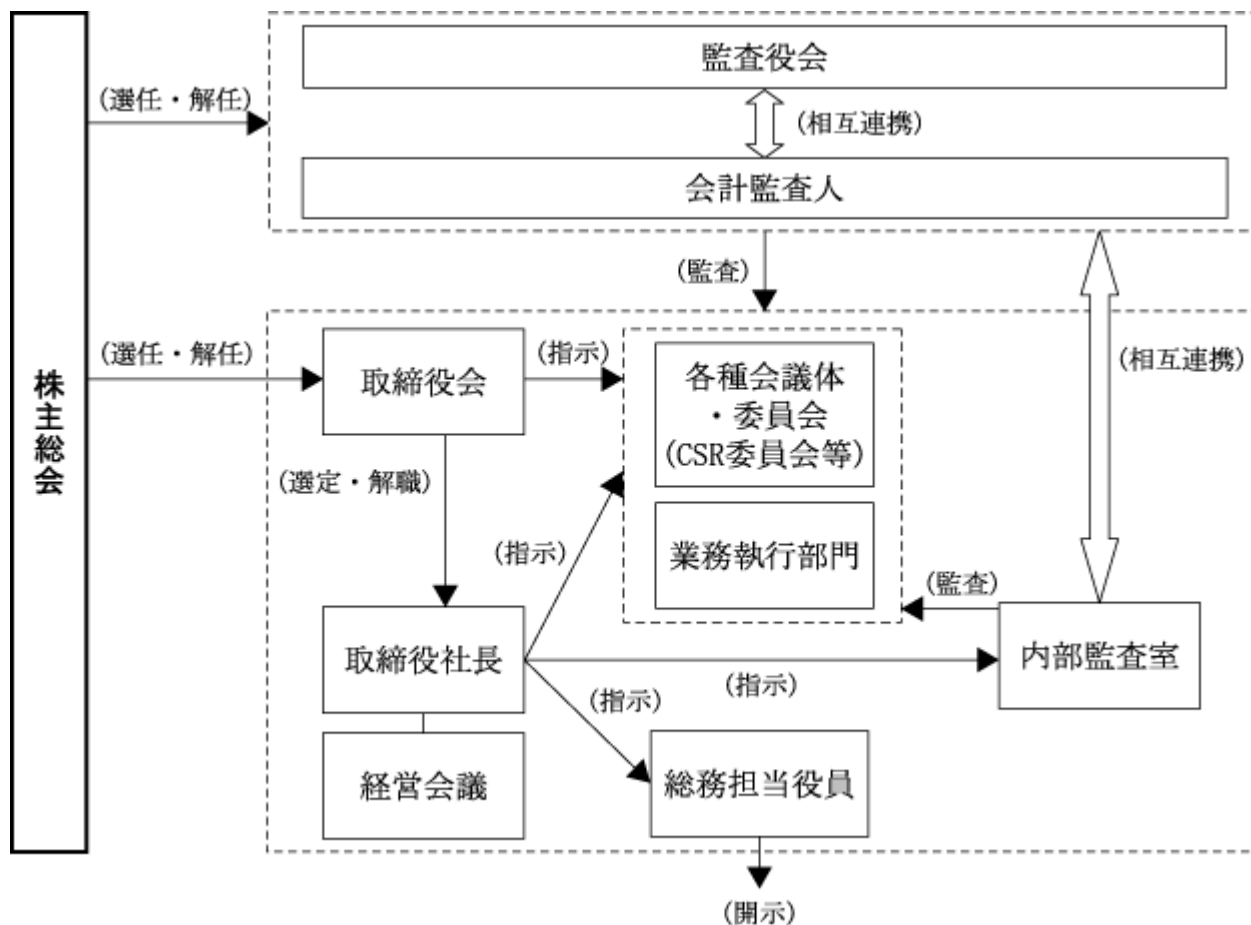 株主総会
(選任・解任)
監査役会
(相互連携)
会計監査人
(監査)
(選任・解任)
取締役会
(指示)
各種会議体
・委員会
(CSR委員会等)
(相互連携)
(選定・解職)
(指示)
業務執行部門
(監査)
取締役社長
(指示)
内部監査室
(指示)
経営会議
総務担当役員
(開示)